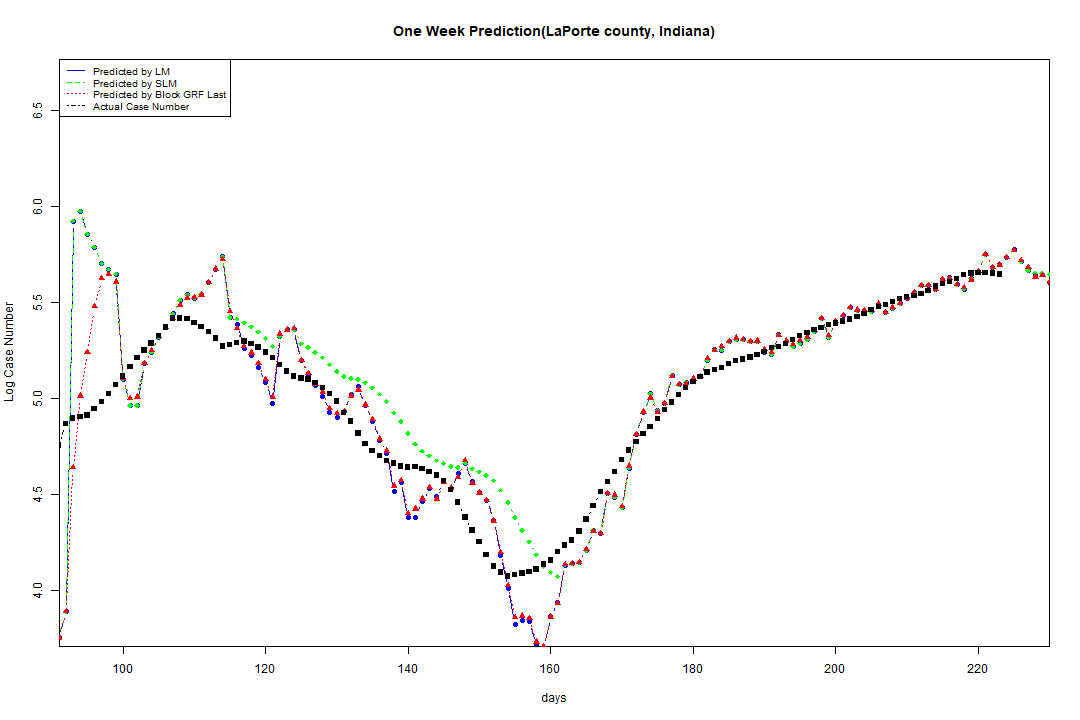 One Week Prediction(LaPorte county, Indiana)
Predicted by LM
Predicted by SLM
Predicted by Block GRF Last
Actual Case Number
Log Case Number
6.5
6.0
5.5
5.0
4.5
4.0
100 120 140 160 180 200 220
days